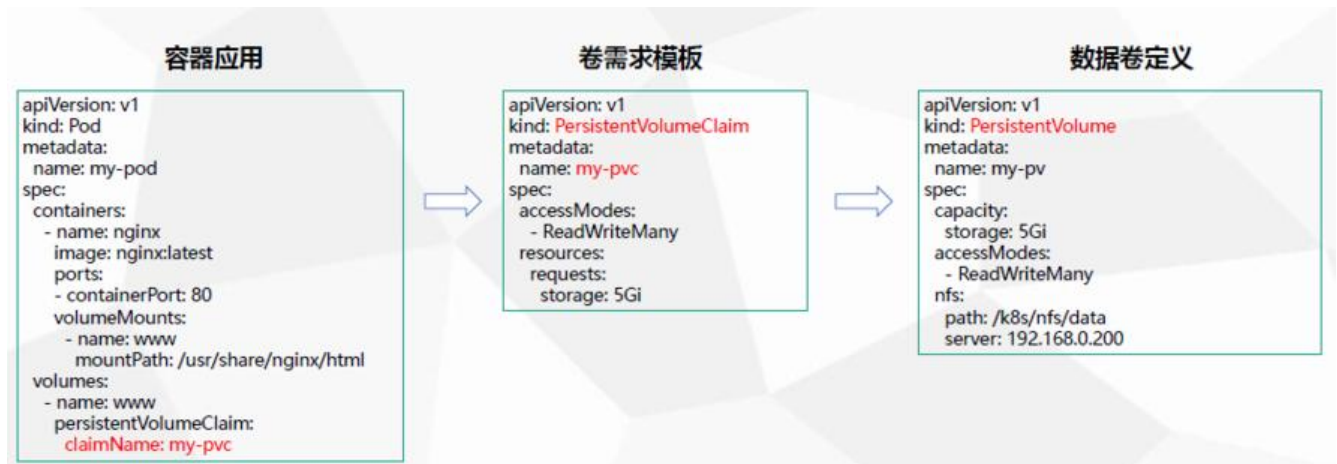 容器应用
apiVersion: v1
kind: Pod
metadata:
  name: my-pod
spec:
  containers:
    - name: nginx
      image: nginx:latest
      ports:
      - containerPort: 80
      volumeMounts:
        - name: www
          mountPath: /usr/share/nginx/html
  volumes:
    - name: www
      persistentVolumeClaim:
        claimName: my-pvc
卷需求模板
apiVersion: v1
kind: PersistentVolumeClaim
metadata:
  name: my-pvc
spec:
  accessModes:
    - ReadWriteMany
  resources:
    requests:
      storage: 5Gi
数据卷定义
apiVersion: v1
kind: PersistentVolume
metadata:
  name: my-pv
spec:
  capacity:
    storage: 5Gi
  accessModes:
    - ReadWriteMany
  nfs:
    path: /k8s/nfs/data
    server: 192.168.0.200